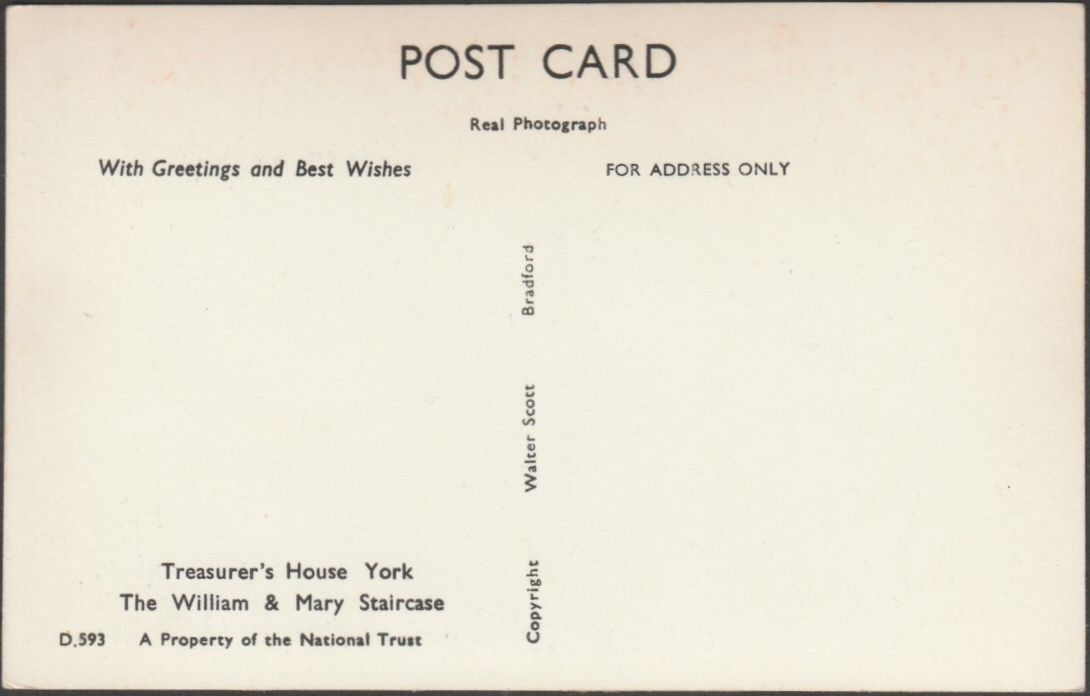 POST CARD
Real Photograph
With Greetings and Best Wishes
FOR ADDRESS ONLY
Copyright Walter Scott Bradford
Treasurer's House York
The William & Mary Staircase
D.593 A Property of the National Trust